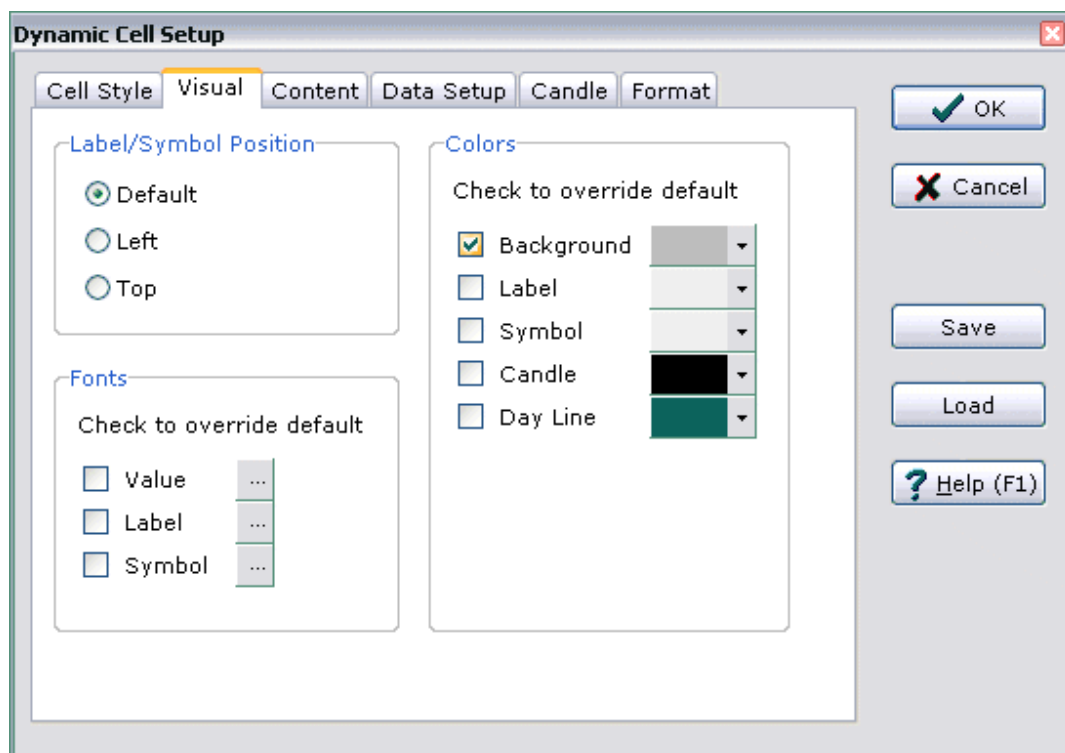 Dynamic Cell Setup
Cell Style Visual Content Data Setup Candle Format
Label/Symbol Position
Default
Left
Top
Fonts
Check to override default
Value ...
Label ...
Symbol ...
Colors
Check to override default
Background
Label
Symbol
Candle
Day Line
OK
Cancel
Save
Load
? Help (F1)